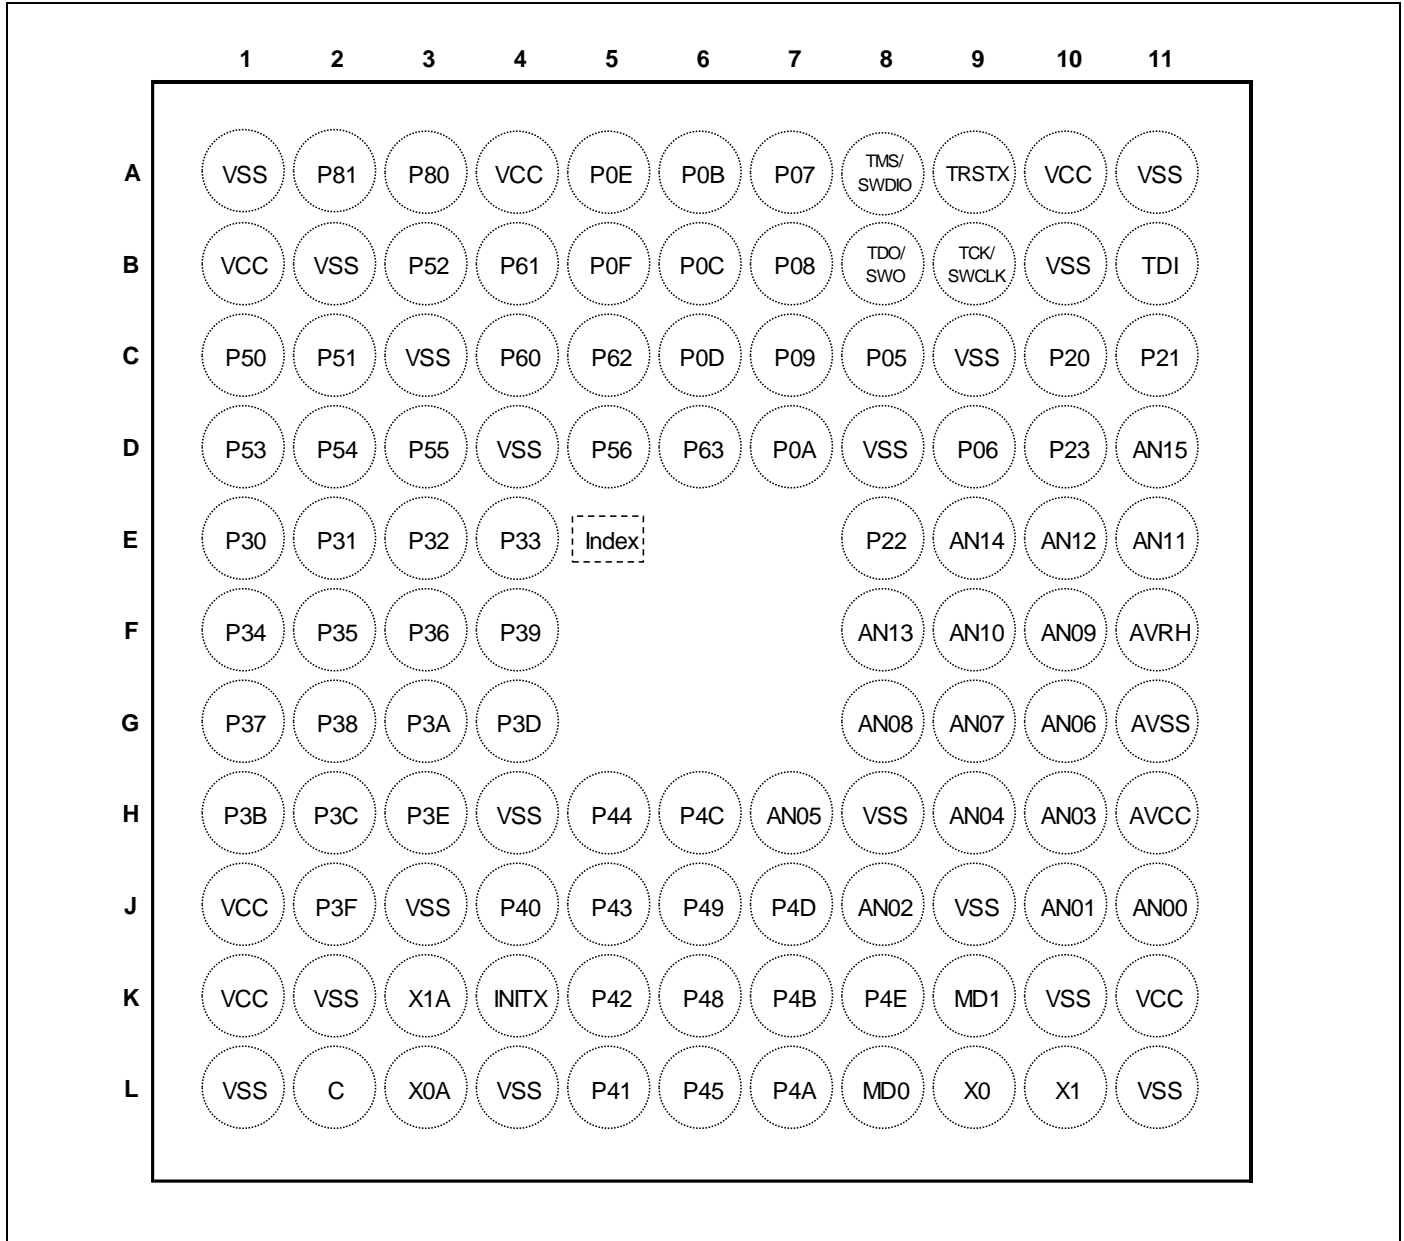 1 2 3 4 5 6 7 8 9 10 11
A VSS P81 P80 VCC P0E P0B P07 TMS/ SWDIO TRSTX VCC VSS
B VCC VSS P52 P61 P0F P0C P08 TDO/ SWO TCK/ SWCLK VSS TDI
C P50 P51 VSS P60 P62 P0D P09 P05 VSS P20 P21
D P53 P54 P55 VSS P56 P63 P0A VSS P06 P23 AN15
E P30 P31 P32 P33 Index P22 AN14 AN12 AN11
F P34 P35 P36 P39 AN13 AN10 AN09 AVRH
G P37 P38 P3A P3D AN08 AN07 AN06 AVSS
H P3B P3C P3E VSS P44 P4C AN05 VSS AN04 AN03 AVCC
J VCC P3F VSS P40 P43 P49 P4D AN02 VSS AN01 AN00
K VCC VSS X1A INITX P42 P48 P4B P4E MD1 VSS VCC
L VSS C X0A VSS P41 P45 P4A MD0 X0 X1 VSS